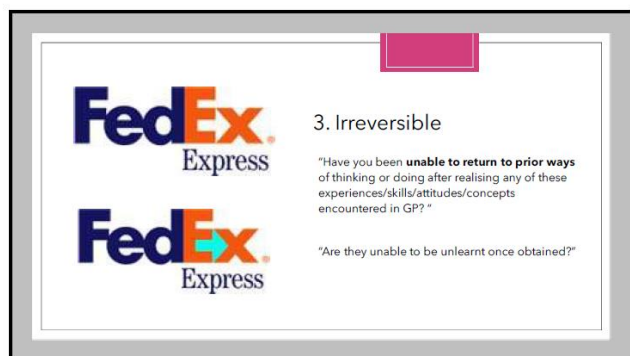 FedEx.
Express
FedEx.
Express
3. Irreversible
"Have you been unable to return to prior ways
of thinking or doing after realising any of these
experiences/skills/attitudes/concepts
encountered in GP? "
"Are they unable to be unlearnt once obtained?"